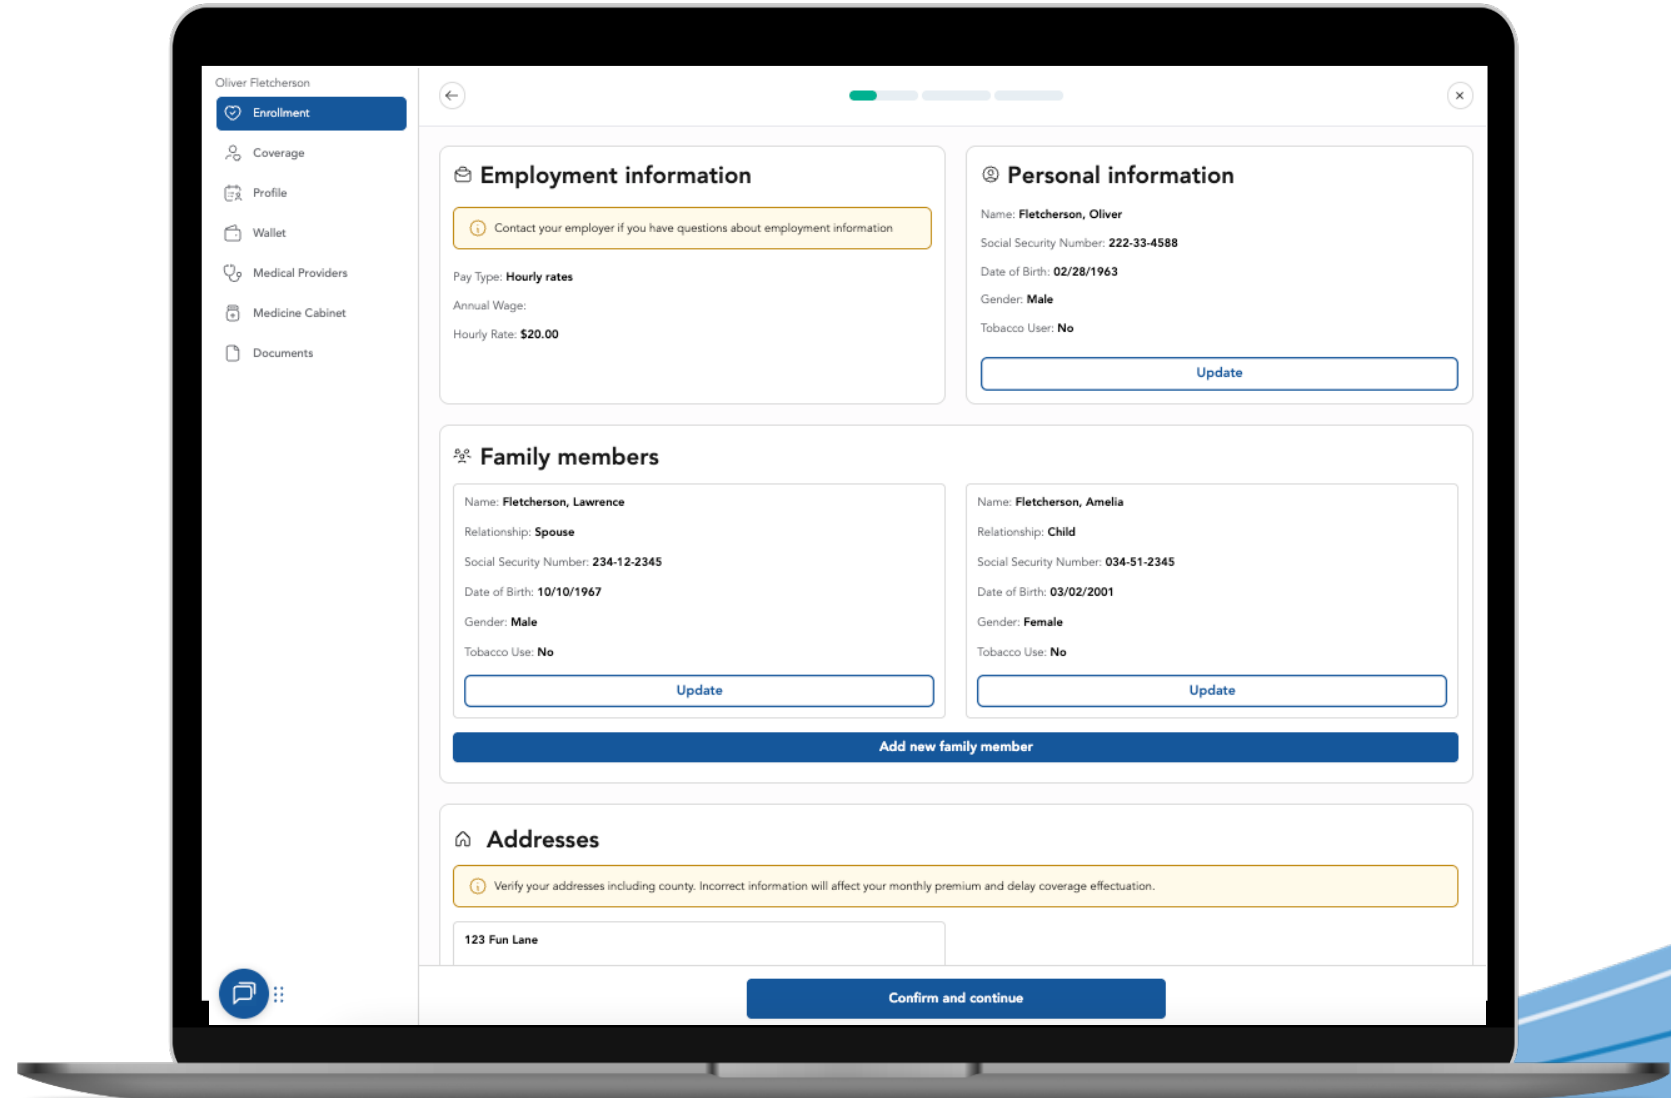 Oliver Fletcherson
Enrollment
Coverage
Profile
Wallet
Medical Providers
Medicine Cabinet
Documents
Employment information
Contact your employer if you have questions about employment information
Pay Type: Hourly rates
Annual Wage:
Hourly Rate: $20.00
Personal information
Name: Fletcherson, Oliver
Social Security Number: 222-33-4588
Date of Birth: 02/28/1963
Gender: Male
Tobacco User: No
Update
Family members
Name: Fletcherson, Lawrence
Relationship: Spouse
Social Security Number: 234-12-2345
Date of Birth: 10/10/1967
Gender: Male
Tobacco Use: No
Update
Name: Fletcherson, Amelia
Relationship: Child
Social Security Number: 034-51-2345
Date of Birth: 03/02/2001
Gender: Female
Tobacco Use: No
Update
Add new family member
Addresses
Verify your addresses including county. Incorrect information will affect your monthly premium and delay coverage effectuation.
123 Fun Lane
Confirm and continue